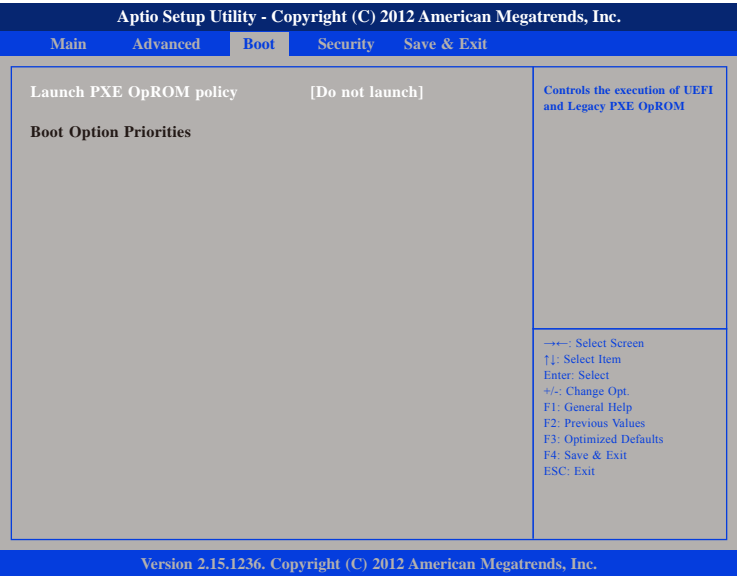 Aptio Setup Utility - Copyright (C) 2012 American Megatrends, Inc.
Main Advanced Boot Security Save & Exit
Launch PXE OpROM policy [Do not launch]
Boot Option Priorities
Controls the execution of UEFI
and Legacy PXE OpROM
→←: Select Screen
↑↓: Select Item
Enter: Select
+/-: Change Opt.
F1: General Help
F2: Previous Values
F3: Optimized Defaults
F4: Save & Exit
ESC: Exit
Version 2.15.1236. Copyright (C) 2012 American Megatrends, Inc.